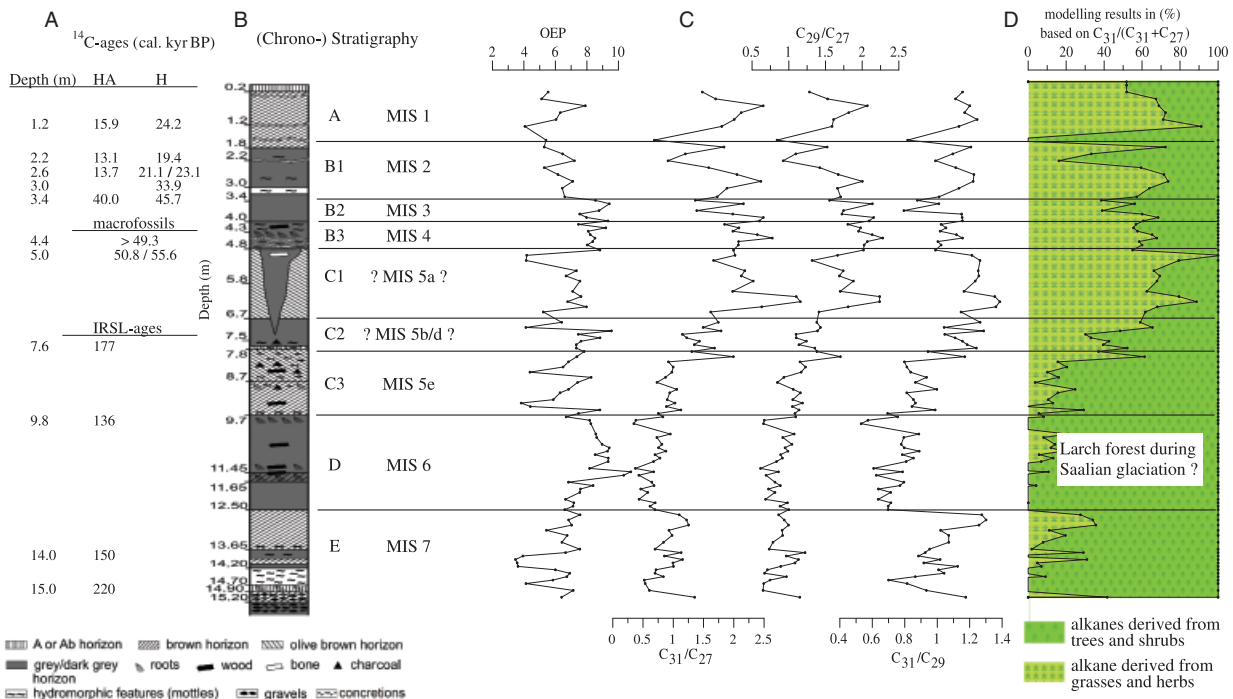 A
B
C
D
¹⁴C-ages (cal. kyr BP)
(Chrono-) Stratigraphy
OEP
2 4 6 8 10
C₂₉/C₂₇
0.5 1 1.5 2 2.5
modelling results in (%)
based on C₃₁/(C₃₁+C₂₇)
0 20 40 60 80 100
Depth (m) HA H
1.2 15.9 24.2
2.2 13.1 19.4
2.6 13.7 21.1 / 23.1
3.0 33.9
3.4 40.0 45.7
macrofossils
4.4 > 49.3
5.0 50.8 / 55.6
IRSL-ages
7.6 177
9.8 136
14.0 150
15.0 220
Depth (m)
0.2
1.2
1.8
2.2
3.0
3.4
4.0
4.3
4.8
5.8
6.7
7.5
7.8
8.7
9.7
11.45
11.65
12.50
13.65
14.20
14.70
14.90
15.20
A MIS 1
B1 MIS 2
B2 MIS 3
B3 MIS 4
C1 ? MIS 5a ?
C2 ? MIS 5b/d ?
C3 MIS 5e
D MIS 6
E MIS 7
Larch forest during
Saalian glaciation ?
0 0.5 1 1.5 2 2.5
C₃₁/C₂₇
0.4 0.6 0.8 1 1.2 1.4
C₃₁/C₂₉
alkanes derived from
trees and shrubs
alkane derived from
grasses and herbs
A or Ab horizon brown horizon olive brown horizon
grey/dark grey
horizon
roots wood bone charcoal
hydromorphic features (mottles) gravels concretions